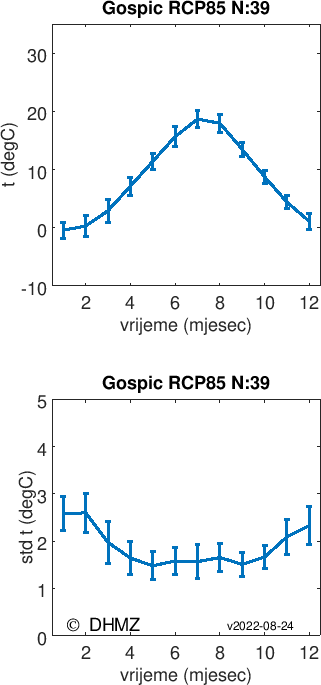 Gospic RCP85 N:39
30
20
10
0
-10
t (degC)
2 4 6 8 10 12
vrijeme (mjesec)
Gospic RCP85 N:39
5
4
3
2
1
0
std t (degC)
© DHMZ
v2022-08-24
2 4 6 8 10 12
vrijeme (mjesec)